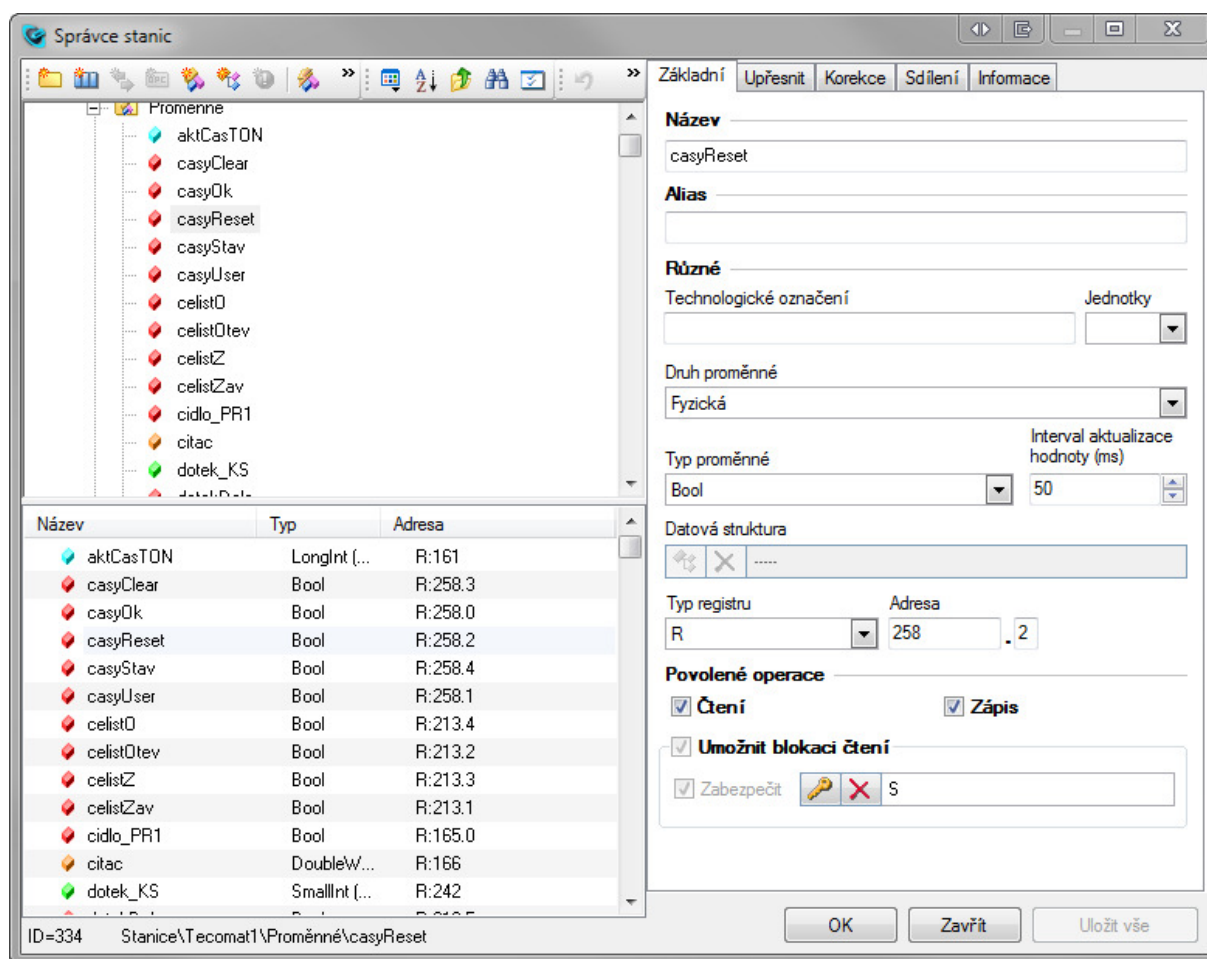 Správce stanic
Proměnné
aktCasTON
casyClear
casyOk
casyReset
casyStav
casyUser
celistO
celistOtev
celistZ
celistZav
cidlo_PR1
citac
dotek_KS
Název Typ Adresa
aktCasTON LongInt (... R:161
casyClear Bool R:258.3
casyOk Bool R:258.0
casyReset Bool R:258.2
casyStav Bool R:258.4
casyUser Bool R:258.1
celistO Bool R:213.4
celistOtev Bool R:213.2
celistZ Bool R:213.3
celistZav Bool R:213.1
cidlo_PR1 Bool R:165.0
citac DoubleW... R:166
dotek_KS SmallInt (... R:242
ID=334 Stanice\Tecomat1\Proměnné\casyReset
Základní Upřesnit Korekce Sdílení Informace
Název
casyReset
Alias
Různé
Technologické označení Jednotky
Druh proměnné
Fyzická
Typ proměnné Interval aktualizace
hodnoty (ms)
Bool 50
Datová struktura
-----
Typ registru Adresa
R 258 . 2
Povolené operace
Čtení Zápis
Umožnit blokaci čtení
Zabezpečit S
OK Zavřít Uložit vše